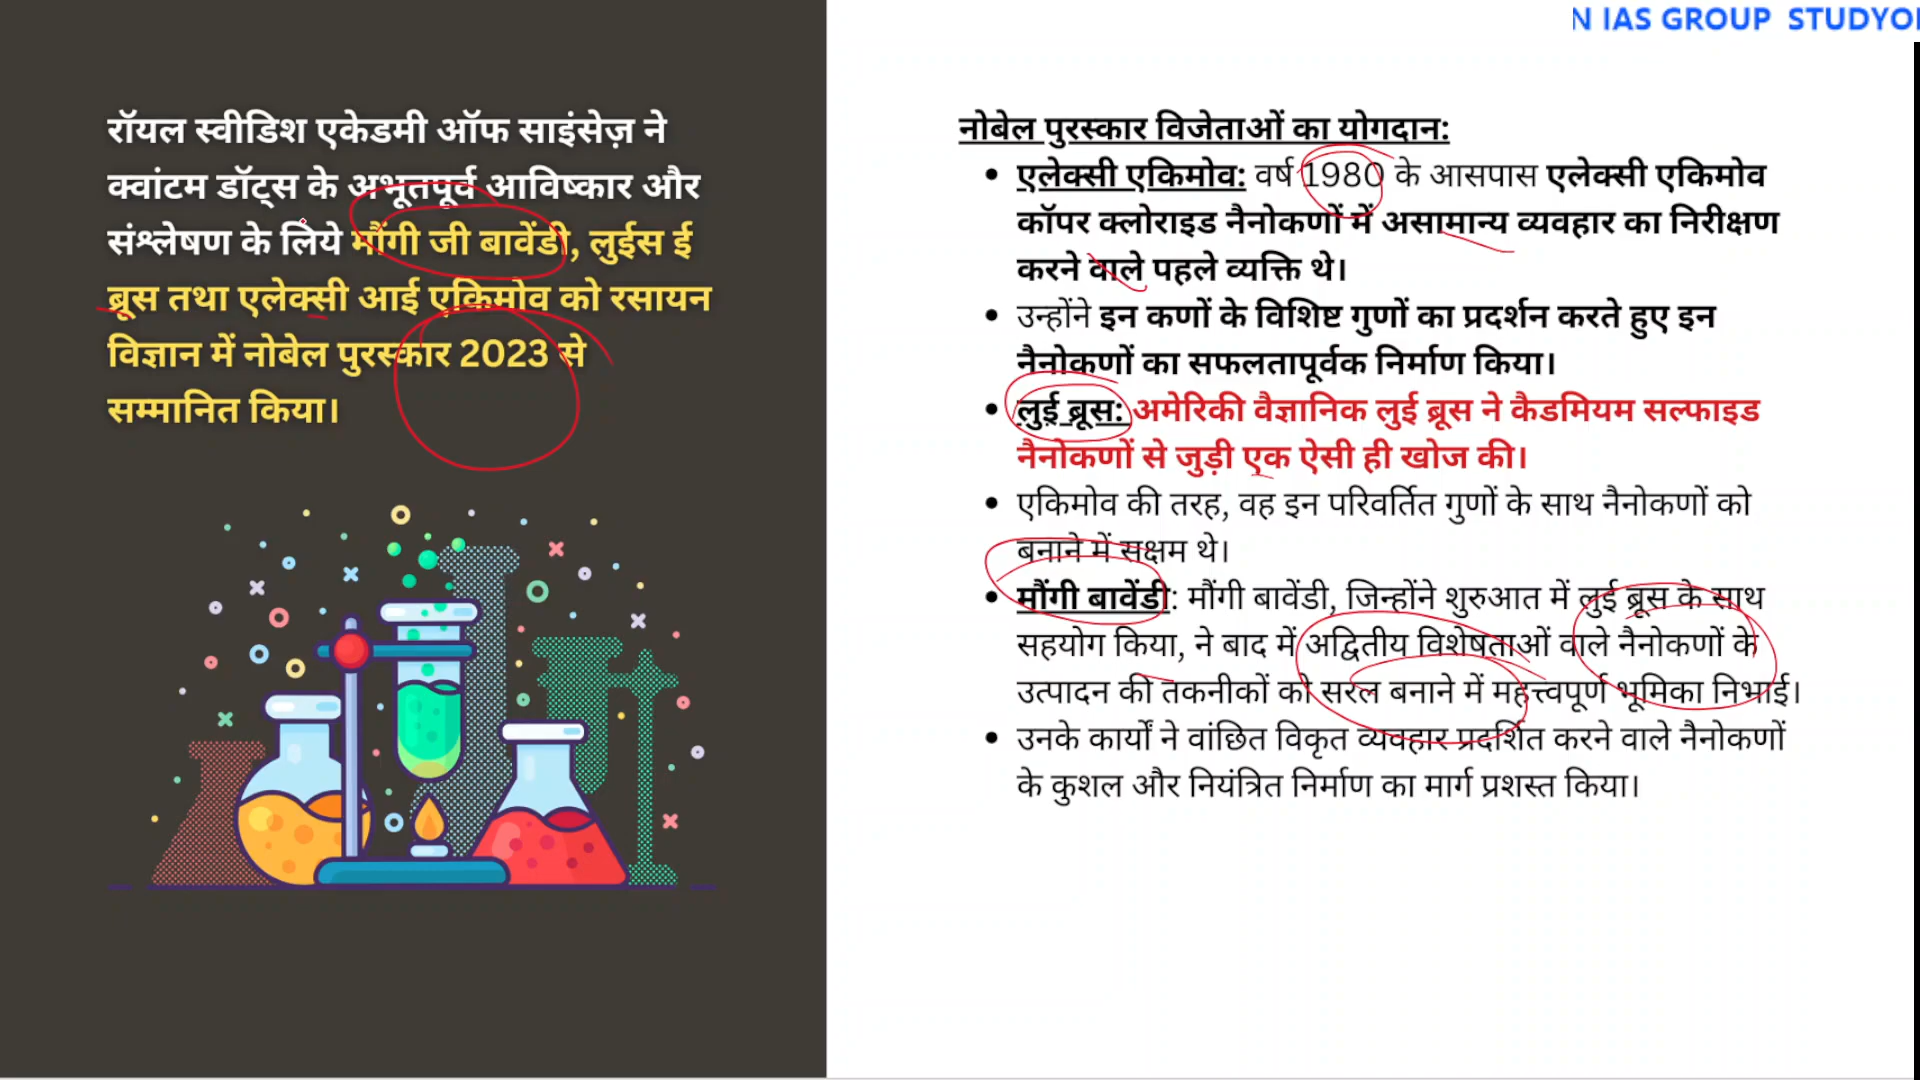 N IAS GROUP STUDYO
रॉयल स्वीडिश एकेडमी ऑफ साइंसेज़ ने
क्वांटम डॉट्स के अभूतपूर्व आविष्कार और
संश्लेषण के लिये मौंगी जी बावेंडी, लुईस ई
ब्रूस तथा एलेक्सी आई एकिमोव को रसायन
विज्ञान में नोबेल पुरस्कार 2023 से
सम्मानित किया।
नोबेल पुरस्कार विजेताओं का योगदान:
• एलेक्सी एकिमोव: वर्ष 1980 के आसपास एलेक्सी एकिमोव
कॉपर क्लोराइड नैनोकणों में असामान्य व्यवहार का निरीक्षण
करने वाले पहले व्यक्ति थे।
• उन्होंने इन कणों के विशिष्ट गुणों का प्रदर्शन करते हुए इन
नैनोकणों का सफलतापूर्वक निर्माण किया।
• लुई ब्रूस: अमेरिकी वैज्ञानिक लुई ब्रूस ने कैडमियम सल्फाइड
नैनोकणों से जुड़ी एक ऐसी ही खोज की।
• एकिमोव की तरह, वह इन परिवर्तित गुणों के साथ नैनोकणों को
बनाने में सक्षम थे।
• मौंगी बावेंडी: मौंगी बावेंडी, जिन्होंने शुरुआत में लुई ब्रूस के साथ
सहयोग किया, ने बाद में अद्वितीय विशेषताओं वाले नैनोकणों के
उत्पादन की तकनीकों को सरल बनाने में महत्त्वपूर्ण भूमिका निभाई।
• उनके कार्यों ने वांछित विकृत व्यवहार प्रदर्शित करने वाले नैनोकणों
के कुशल और नियंत्रित निर्माण का मार्ग प्रशस्त किया।